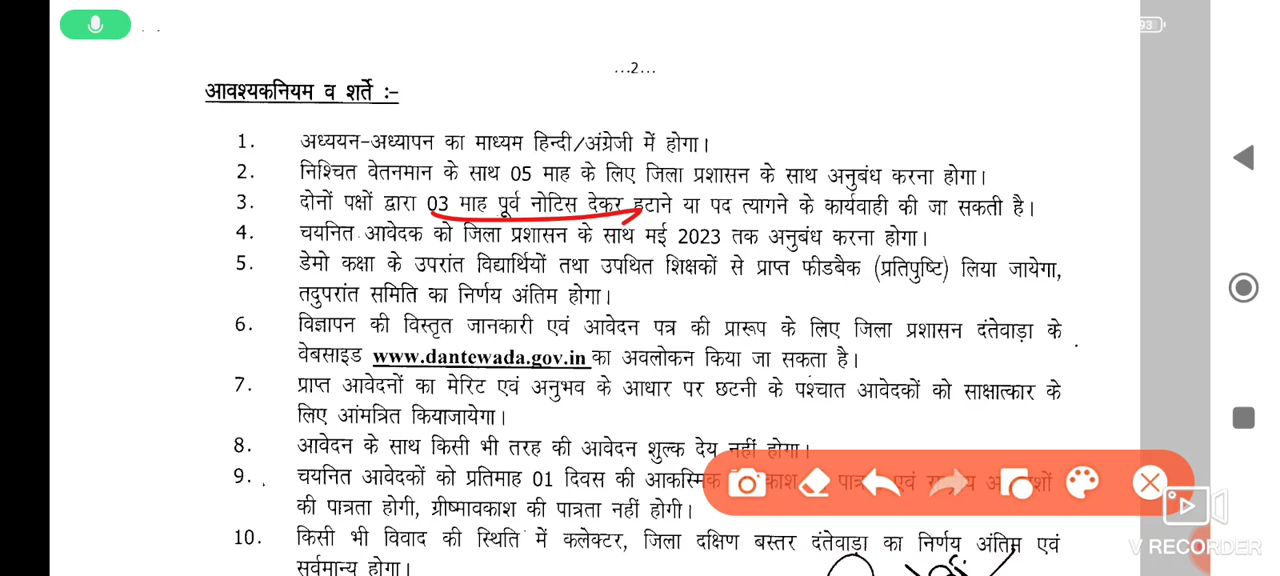 93
...2...
आवश्यकनियम व शर्ते :-
1. अध्ययन-अध्यापन का माध्यम हिन्दी/अंग्रेजी में होगा।
2. निश्चित वेतनमान के साथ 05 माह के लिए जिला प्रशासन के साथ अनुबंध करना होगा।
3. दोनों पक्षों द्वारा 03 माह पूर्व नोटिस देकर हटाने या पद त्यागने के कार्यवाही की जा सकती है।
4. चयनित आवेदक को जिला प्रशासन के साथ मई 2023 तक अनुबंध करना होगा।
5. डेमो कक्षा के उपरांत विद्यार्थियों तथा उपथित शिक्षकों से प्राप्त फीडबैक (प्रतिपुष्टि) लिया जायेगा,
तदुपरांत समिति का निर्णय अंतिम होगा।
6. विज्ञापन की विस्तृत जानकारी एवं आवेदन पत्र की प्रारूप के लिए जिला प्रशासन दंतेवाड़ा के
वेबसाइड www.dantewada.gov.in का अवलोकन किया जा सकता है।
7. प्राप्त आवेदनों का मेरिट एवं अनुभव के आधार पर छटनी के पश्चात आवेदकों को साक्षात्कार के
लिए आंमत्रित कियाजायेगा।
8. आवेदन के साथ किसी भी तरह की आवेदन शुल्क देय नहीं होगा।
9. चयनित आवेदकों को प्रतिमाह 01 दिवस की आकस्मिक एवं
की पात्रता होगी, ग्रीष्मावकाश की पात्रता नहीं होगी।
10. किसी भी विवाद की स्थिति में कलेक्टर, जिला दक्षिण बस्तर दंतेवाड़ा का निर्णय अंतिम एवं
सर्वमान्य होगा।
V RECORDER